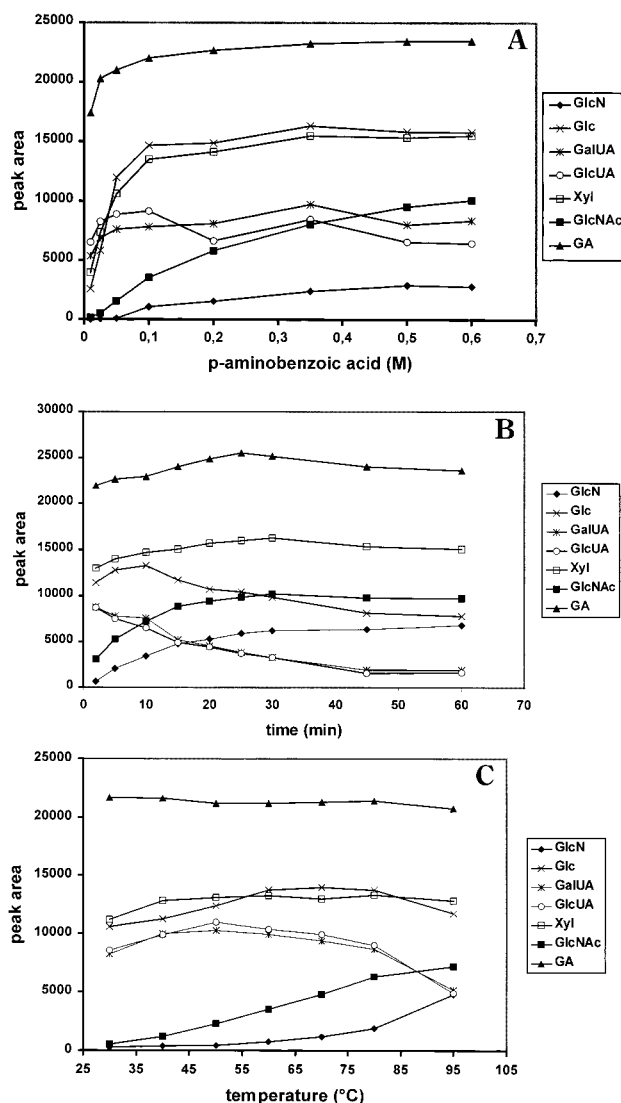 A
25000
20000
15000
10000
5000
0
peak area
0
0,1
0,2
0,3
0,4
0,5
0,6
0,7
p-aminobenzoic acid (M)
GlcN
Glc
GalUA
GlcUA
Xyl
GlcNAc
GA
B
30000
25000
20000
15000
10000
5000
0
peak area
0
10
20
30
40
50
60
70
time (min)
GlcN
Glc
GalUA
GlcUA
Xyl
GlcNAc
GA
C
25000
20000
15000
10000
5000
0
peak area
25
35
45
55
65
75
85
95
105
temperature (°C)
GlcN
Glc
GalUA
GlcUA
Xyl
GlcNAc
GA